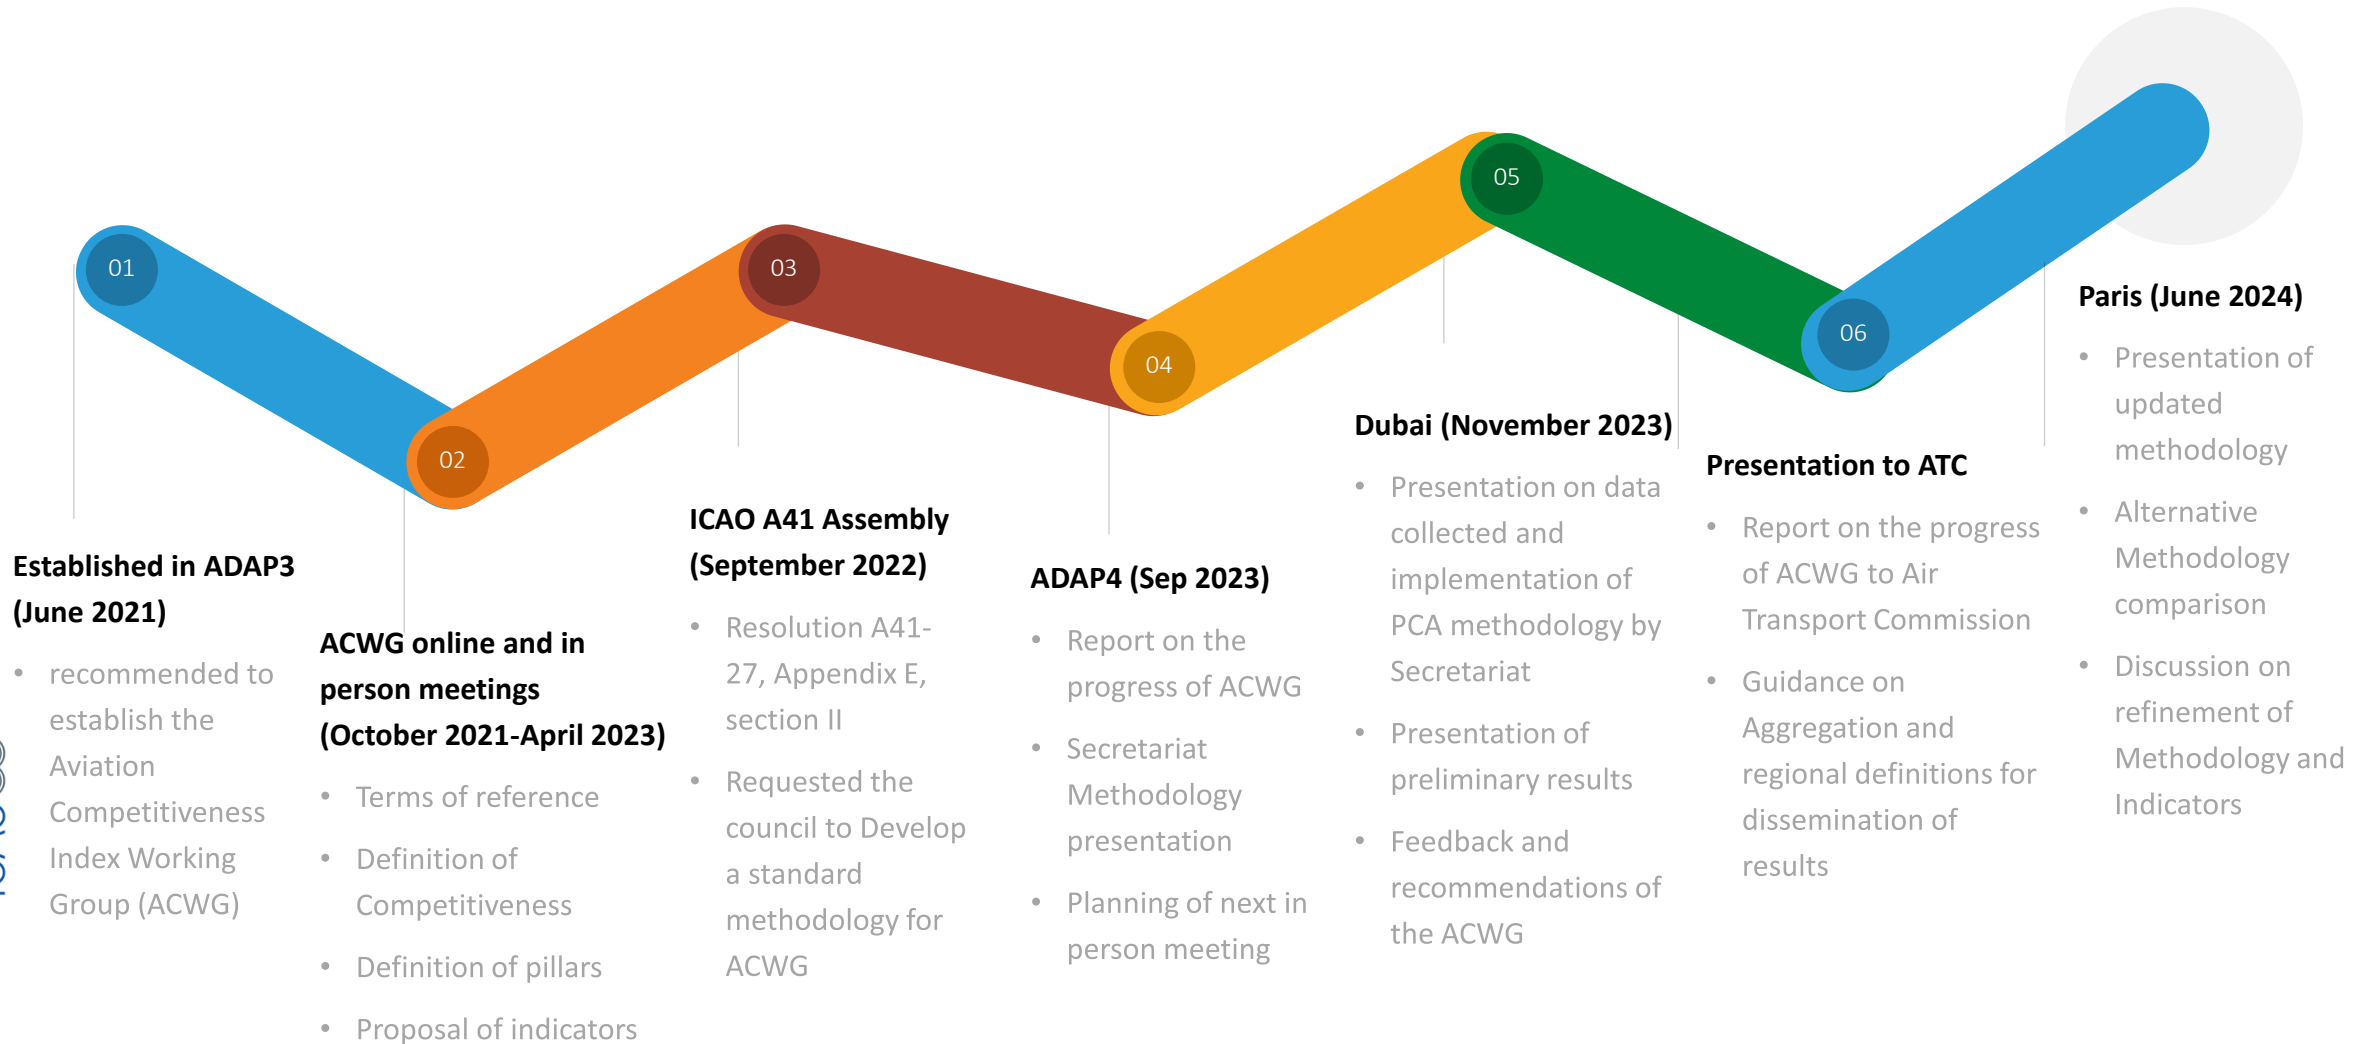 01
02
03
04
05
06
Established in ADAP3
(June 2021)
• recommended to
establish the
Aviation
Competitiveness
Index Working
Group (ACWG)
ACWG online and in
person meetings
(October 2021-April 2023)
• Terms of reference
• Definition of
Competitiveness
• Definition of pillars
• Proposal of indicators
ICAO A41 Assembly
(September 2022)
• Resolution A41-
27, Appendix E,
section II
• Requested the
council to Develop
a standard
methodology for
ACWG
ADAP4 (Sep 2023)
• Report on the
progress of ACWG
• Secretariat
Methodology
presentation
• Planning of next in
person meeting
Dubai (November 2023)
• Presentation on data
collected and
implementation of
PCA methodology by
Secretariat
• Presentation of
preliminary results
• Feedback and
recommendations of
the ACWG
Presentation to ATC
• Report on the progress
of ACWG to Air
Transport Commission
• Guidance on
Aggregation and
regional definitions for
dissemination of
results
Paris (June 2024)
• Presentation of
updated
methodology
• Alternative
Methodology
comparison
• Discussion on
refinement of
Methodology and
Indicators